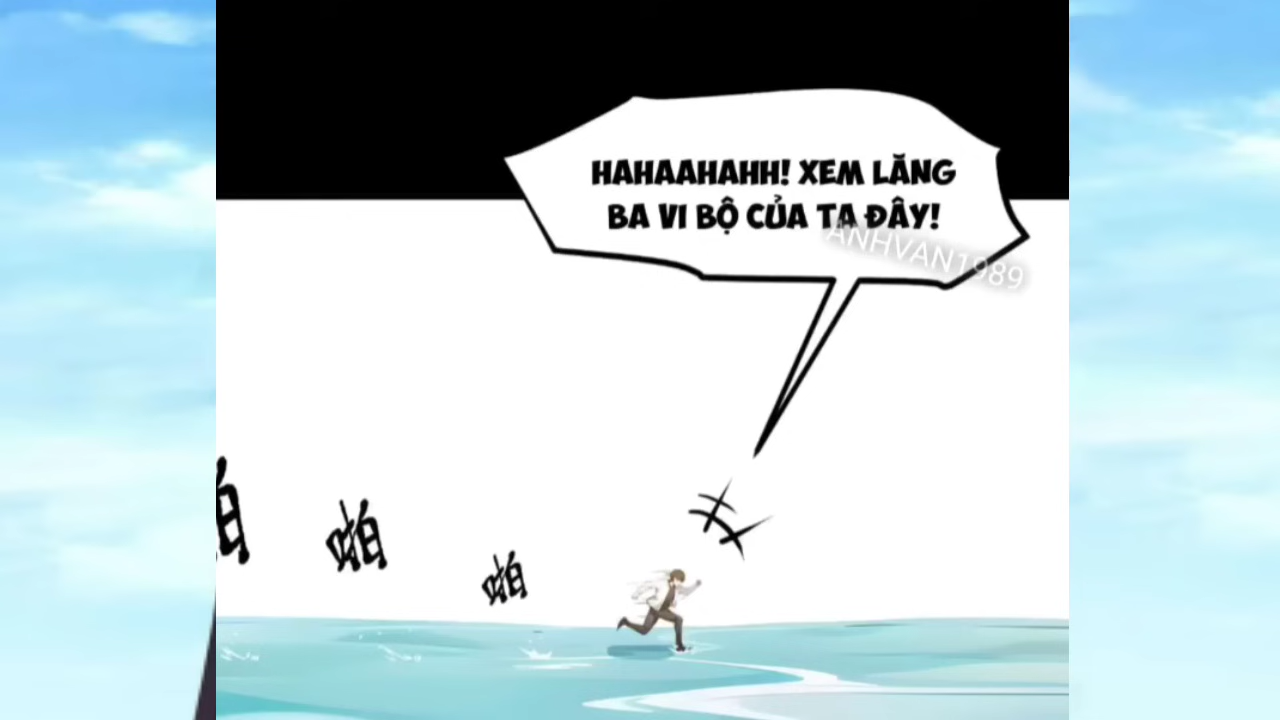 HAHAAHAHH! XEM LĂNG
BA VI BỘ CỦA TA ĐÂY!
ANHVAN1989
啪
啪
啪